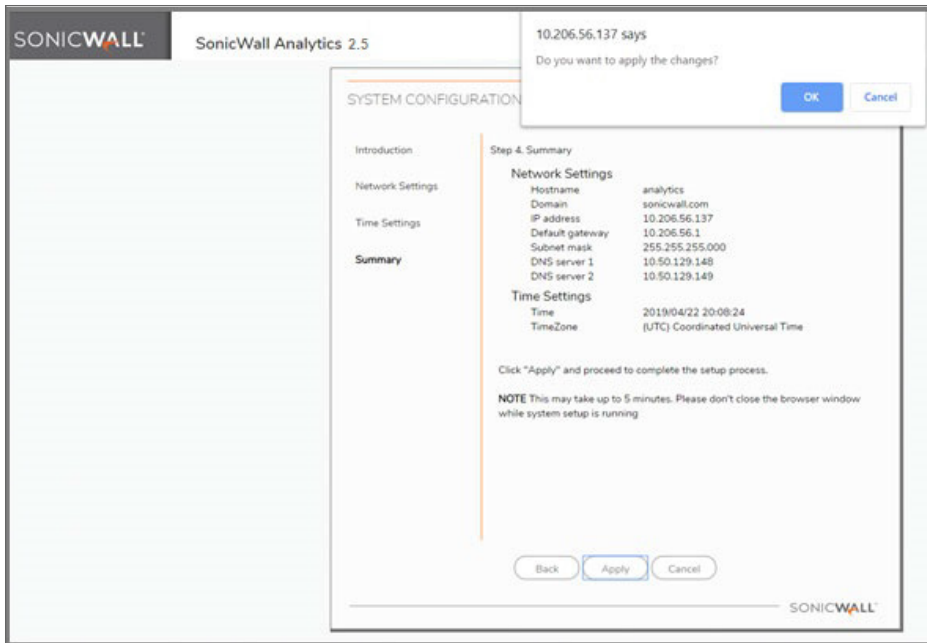 SONICWALL
SonicWall Analytics 2.5
10.206.56.137 says
Do you want to apply the changes?
OK Cancel
SYSTEM CONFIGURATION
Introduction
Network Settings
Time Settings
Summary
Step 4. Summary
Network Settings
Hostname analytics
Domain sonicwall.com
IP address 10.206.56.137
Default gateway 10.206.56.1
Subnet mask 255.255.255.000
DNS server 1 10.50.129.148
DNS server 2 10.50.129.149
Time Settings
Time 2019/04/22 20:08:24
TimeZone (UTC) Coordinated Universal Time
Click "Apply" and proceed to complete the setup process.
NOTE This may take up to 5 minutes. Please don't close the browser window
while system setup is running
Back Apply Cancel
SONICWALL